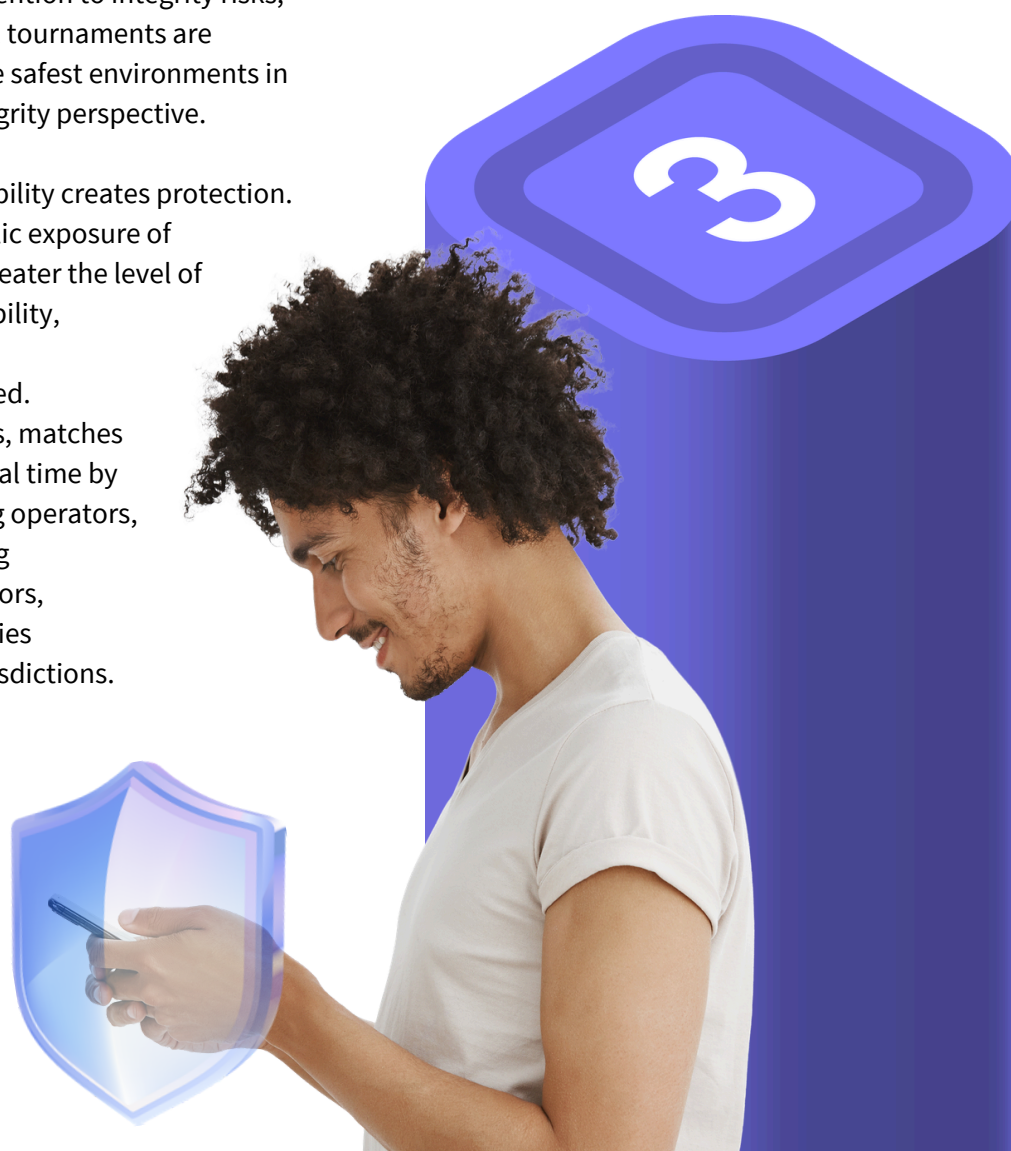 tournaments are
safest environments in
grity perspective.
bility creates protection.
ic exposure of
eater the level of
bility,
ed.
s, matches
al time by
g operators,
g
ors,
ies
sdictions.
3